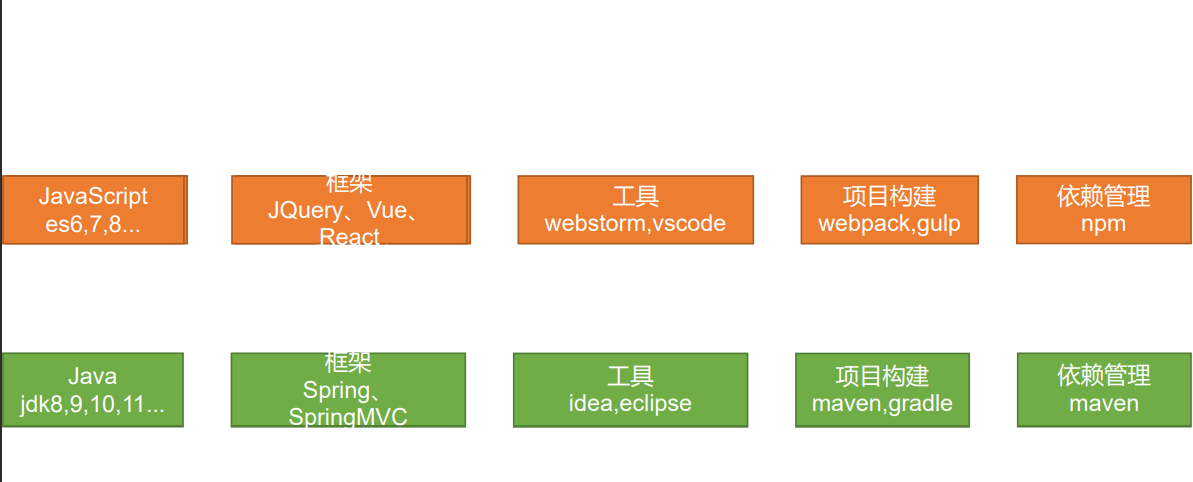 JavaScript
es6,7,8...
框架
JQuery、Vue、
React
工具
webstorm,vscode
项目构建
webpack,gulp
依赖管理
npm
Java
jdk8,9,10,11...
框架
Spring、
SpringMVC
工具
idea,eclipse
项目构建
maven,gradle
依赖管理
maven